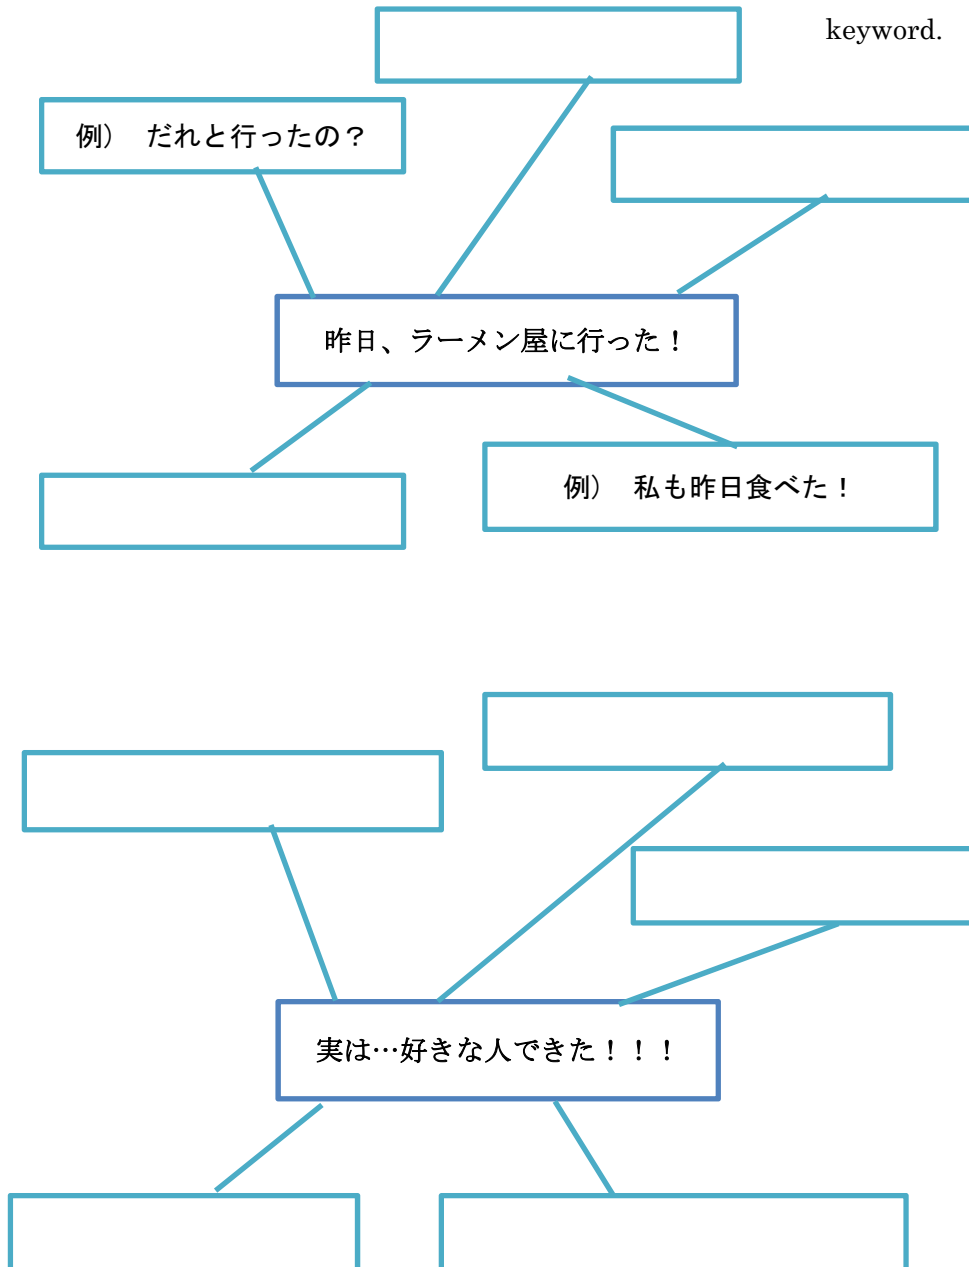 keyword.
例） だれと行ったの？
昨日、ラーメン屋に行った！
例） 私も昨日食べた！
実は…好きな人できた！！！